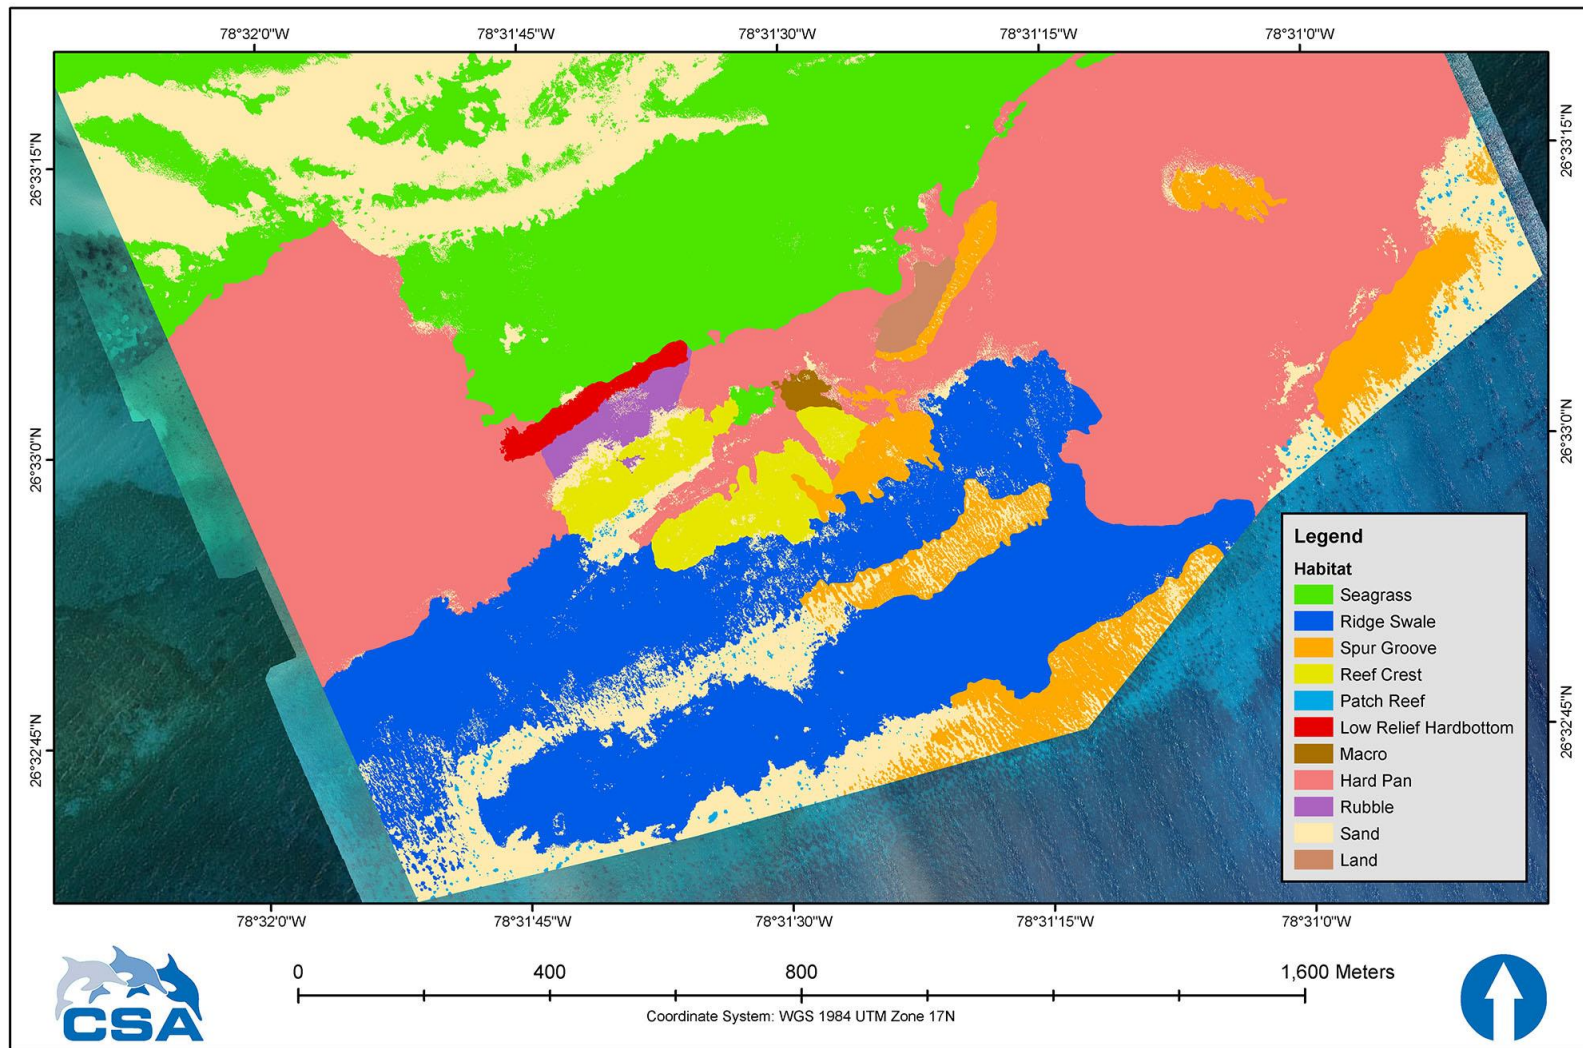 78°32'0"W 78°31'45"W 78°31'30"W 78°31'15"W 78°31'0"W
26°33'15"N 26°33'15"N
26°33'0"N 26°33'0"N
26°32'45"N 26°32'45"N
Legend
Habitat
Seagrass
Ridge Swale
Spur Groove
Reef Crest
Patch Reef
Low Relief Hardbottom
Macro
Hard Pan
Rubble
Sand
Land
78°32'0"W 78°31'45"W 78°31'30"W 78°31'15"W 78°31'0"W
0 400 800 1,600 Meters
Coordinate System: WGS 1984 UTM Zone 17N
CSA